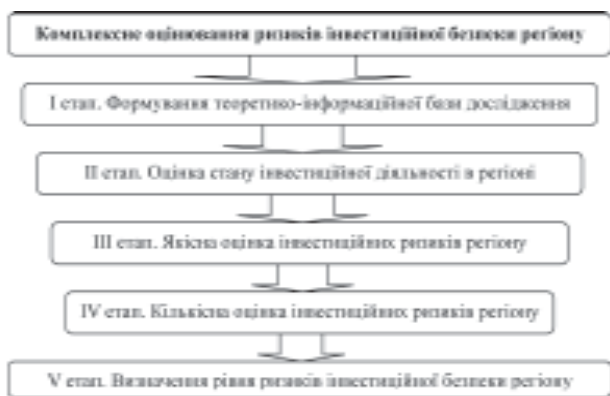 Комплексне оцінювання ризиків інвестиційної безпеки регіону
І етап. Формування теоретико-інформаційної бази дослідження
ІІ етап. Оцінка стану інвестиційної діяльності в регіоні
ІІІ етап. Якісна оцінка інвестиційних ризиків регіону
IV етап. Кількісна оцінка інвестиційних ризиків регіону
V етап. Визначення рівня ризиків інвестиційної безпеки регіону